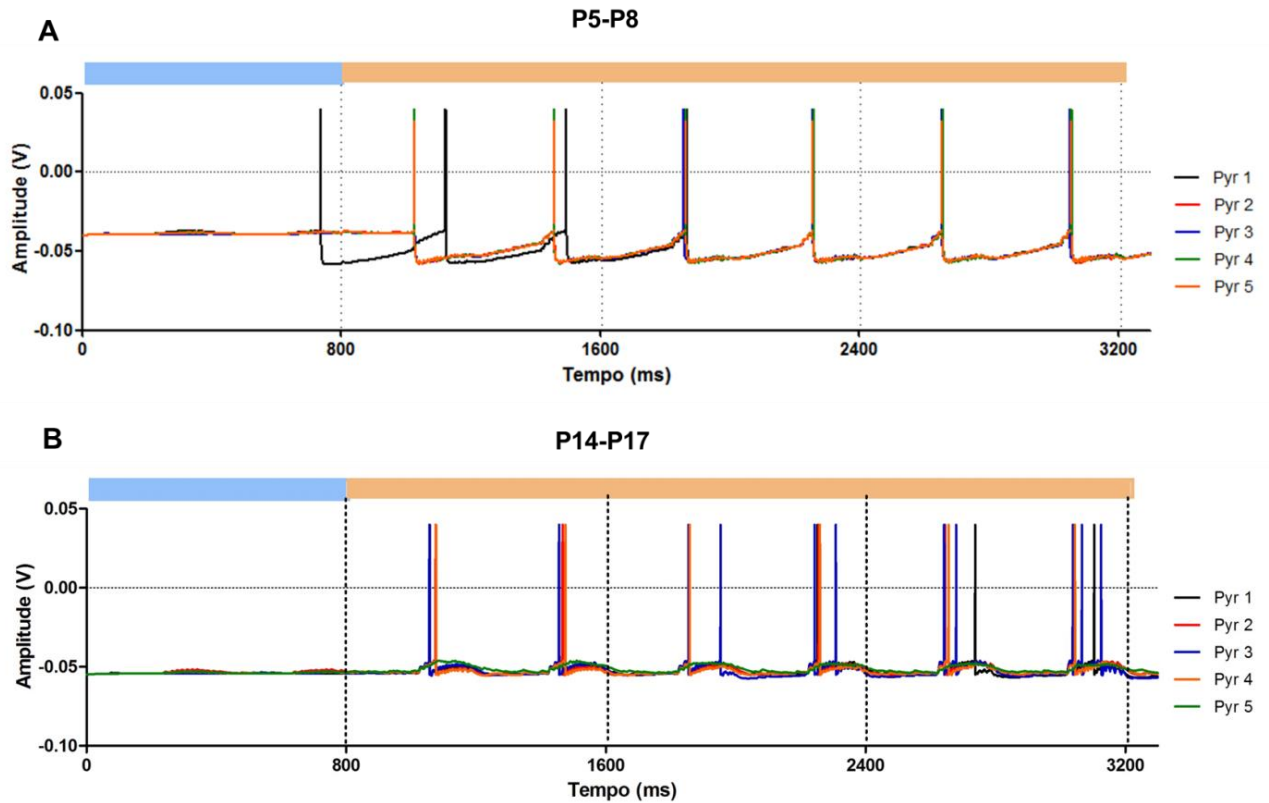 A
P5-P8
0.05
0.00
-0.05
-0.10
Amplitude (V)
0
800
1600
2400
3200
Tempo (ms)
Pyr 1
Pyr 2
Pyr 3
Pyr 4
Pyr 5
B
P14-P17
0.05
0.00
-0.05
-0.10
Amplitude (V)
0
800
1600
2400
3200
Tempo (ms)
Pyr 1
Pyr 2
Pyr 3
Pyr 4
Pyr 5